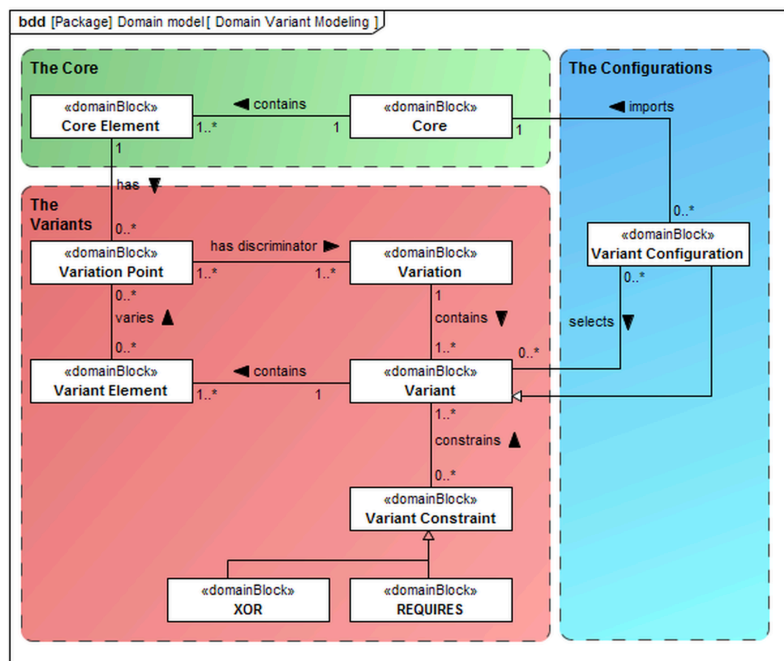 bdd [Package] Domain model[ Domain Variant Modeling ]
The Core
«domainBlock»
Core Element
contains
1..*
1
«domainBlock»
Core
1
imports
The Configurations
1
has
0..*
The
Variants
«domainBlock»
Variation Point
has discriminator
1..*
1..*
«domainBlock»
Variation
0..*
«domainBlock»
Variant Configuration
0..*
0..*
varies
0..*
1
contains
1..*
selects
0..*
«domainBlock»
Variant Element
contains
1..*
1
«domainBlock»
Variant
1..*
constrains
0..*
«domainBlock»
Variant Constraint
«domainBlock»
XOR
«domainBlock»
REQUIRES